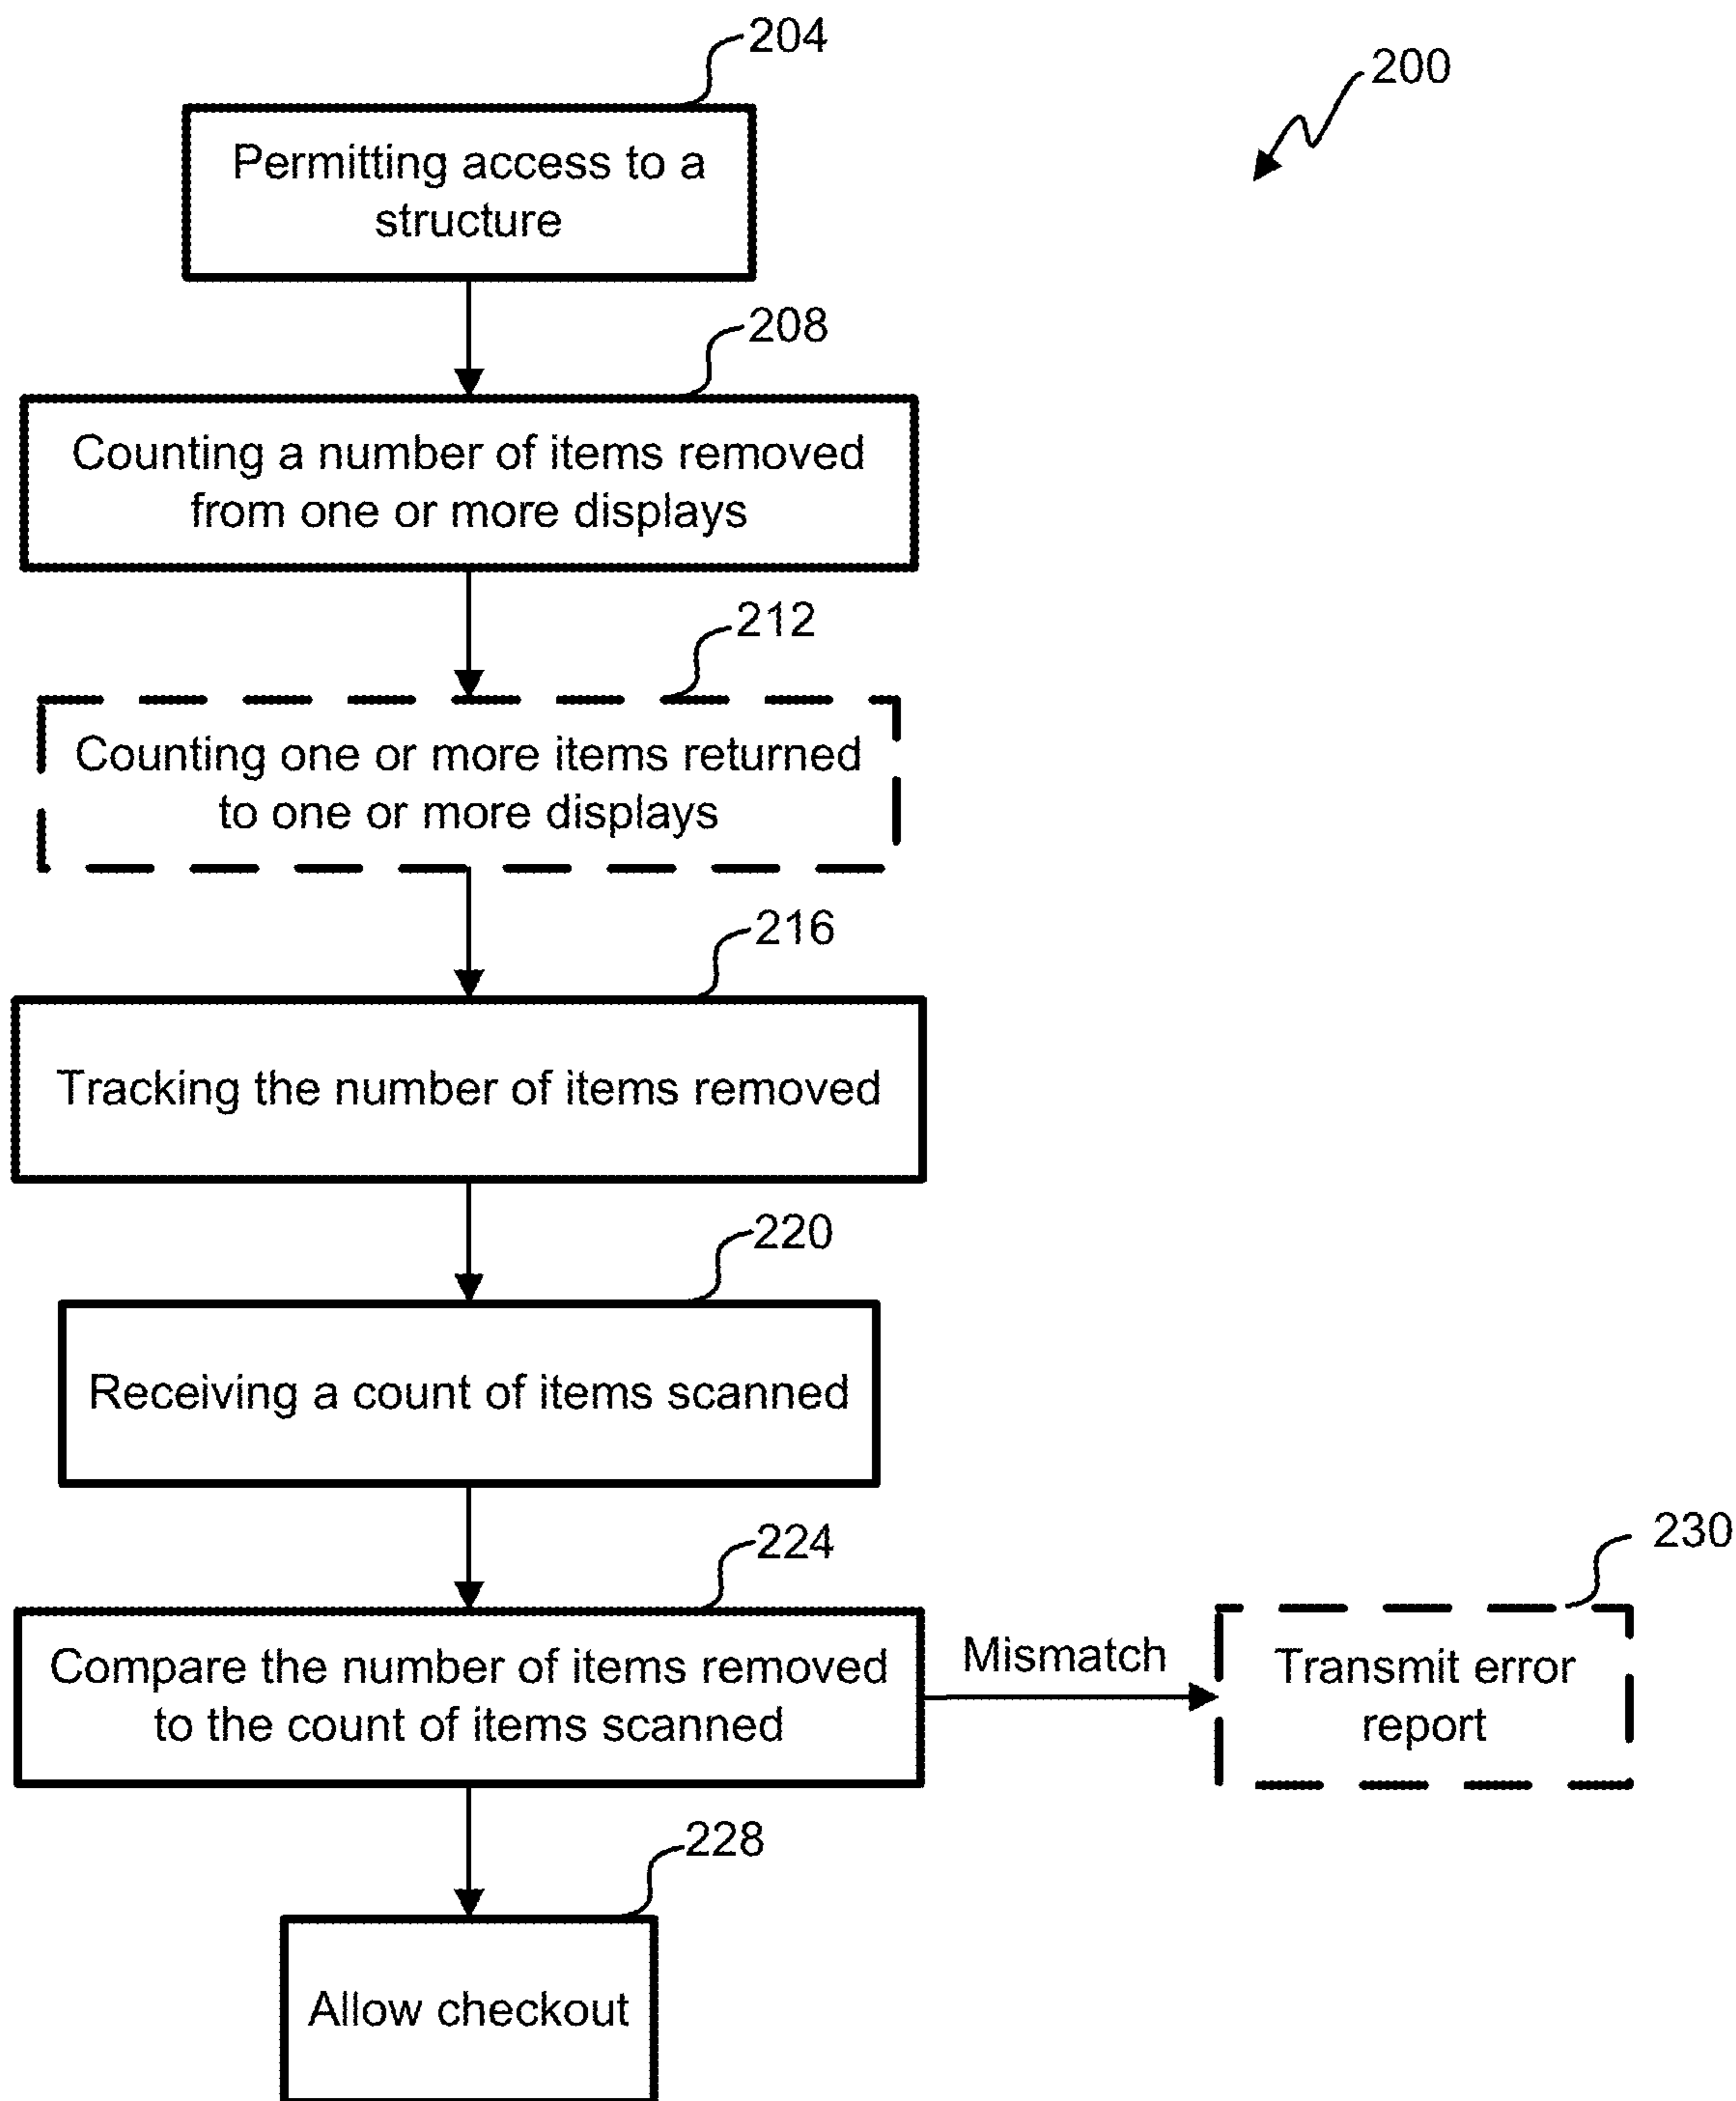 204
200
Permitting access to a
structure
208
Counting a number of items removed
from one or more displays
212
Counting one or more items returned
to one or more displays
216
Tracking the number of items removed
220
Receiving a count of items scanned
224
230
Compare the number of items removed
to the count of items scanned
Mismatch
Transmit error
report
228
Allow checkout